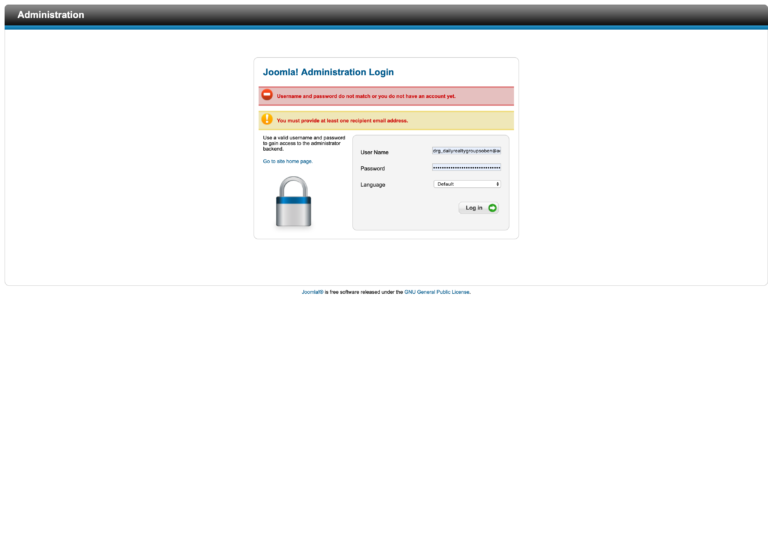 Administration
Joomla! Administration Login
Username and password do not match or you do not have an account yet.
You must provide at least one recipient email address.
Use a valid username and password
to gain access to the administrator
backend.
Go to site home page.
User Name
Password
Language
Default
Log in
Joomla!® is free software released under the GNU General Public License.